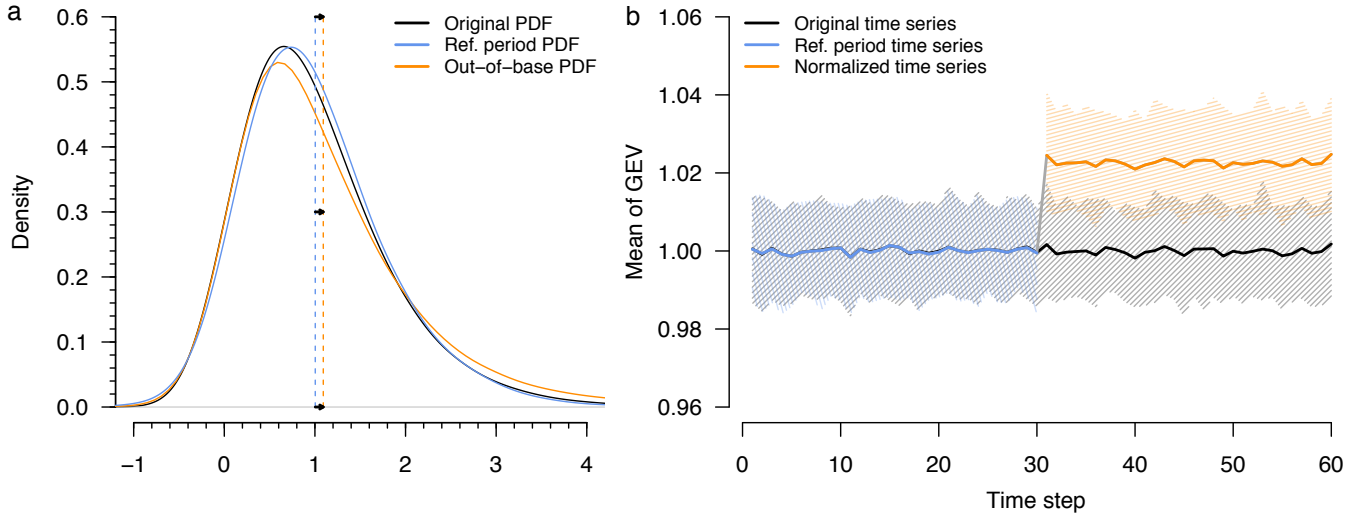 a
0.6
0.5
0.4
0.3
0.2
0.1
0.0
Density
−1 0 1 2 3 4
Original PDF
Ref. period PDF
Out−of−base PDF
b
1.06
1.04
1.02
1.00
0.98
0.96
Mean of GEV
0 10 20 30 40 50 60
Time step
Original time series
Ref. period time series
Normalized time series